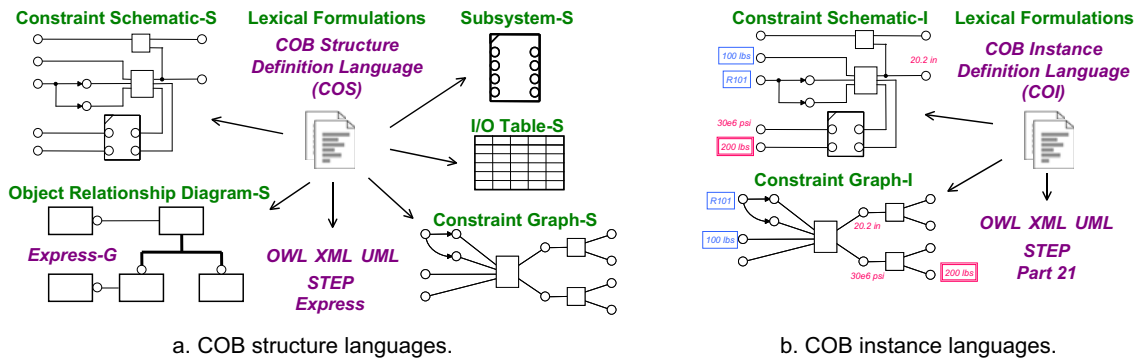 Constraint Schematic-S
Lexical Formulations
COB Structure
Definition Language
(COS)
Subsystem-S
I/O Table-S
Object Relationship Diagram-S
Express-G
OWL XML UML
STEP
Express
Constraint Graph-S
a. COB structure languages.
Constraint Schematic-I
100 lbs
R101
20.2 in
30e6 psi
200 lbs
Lexical Formulations
COB Instance
Definition Language
(COI)
Constraint Graph-I
R101
100 lbs
20.2 in
30e6 psi
200 lbs
OWL XML UML
STEP
Part 21
b. COB instance languages.